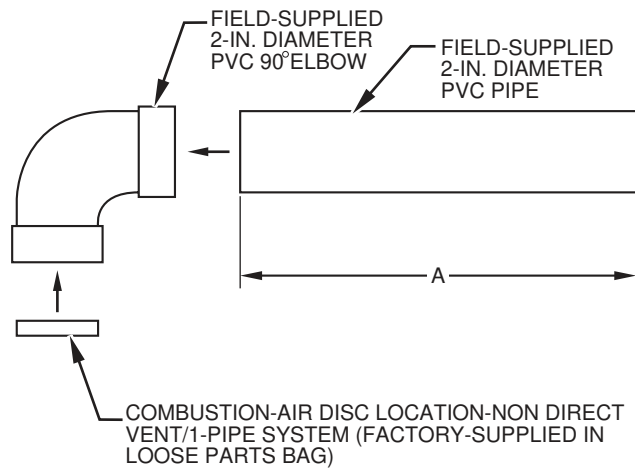 FIELD-SUPPLIED
2-IN. DIAMETER
PVC 90°ELBOW
FIELD-SUPPLIED
2-IN. DIAMETER
PVC PIPE
A
COMBUSTION-AIR DISC LOCATION-NON DIRECT
VENT/1-PIPE SYSTEM (FACTORY-SUPPLIED IN
LOOSE PARTS BAG)